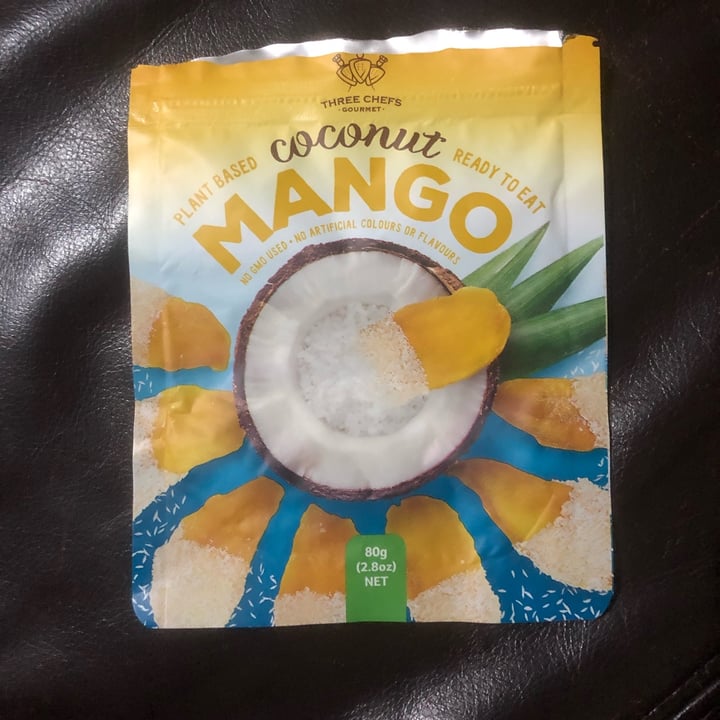 THREE CHEFS
·GOURMET·
coconut
PLANT BASED
READY TO EAT
MANGO
NO GMO USED • NO ARTIFICIAL COLOURS OR FLAVOURS
80g
(2.8oz)
NET